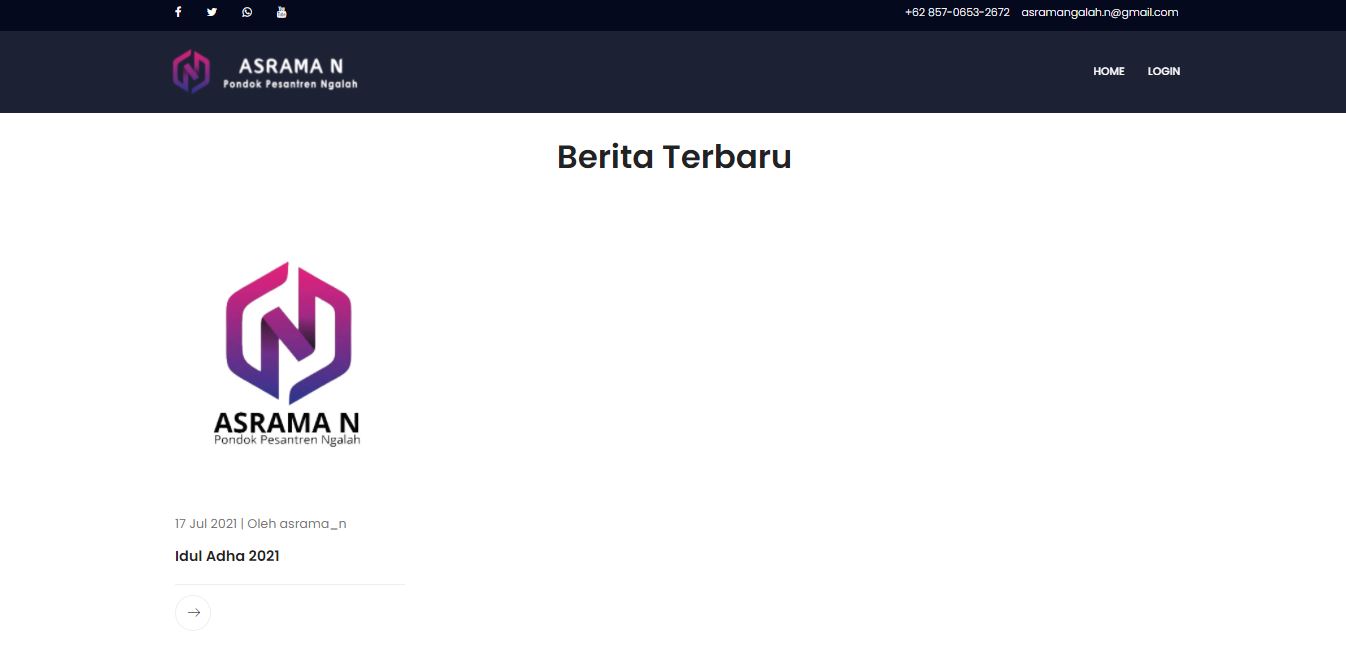 +62 857-0653-2672 asramangalah.n@gmail.com
ASRAMA N
Pondok Pesantren Ngalah
HOME LOGIN
Berita Terbaru
ASRAMA N
Pondok Pesantren Ngalah
17 Jul 2021 | Oleh asrama_n
Idul Adha 2021